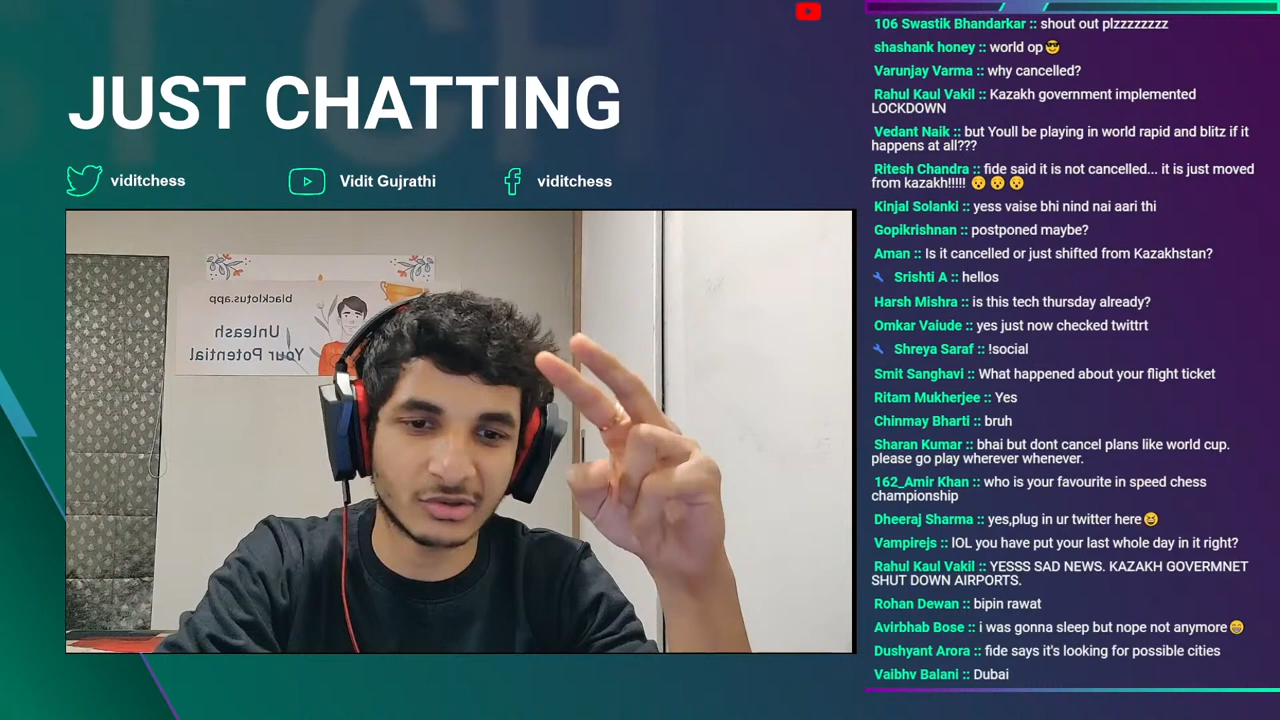 JUST CHATTING
viditchess
Vidit Gujrathi
viditchess
blacklotus.app
Unleash
Your Potential
106 Swastik Bhandarkar :: shout out plzzzzzzzz
shashank honey :: world op😎
Varunjay Varma :: why cancelled?
Rahul Kaul Vakil :: Kazakh government implemented
LOCKDOWN
Vedant Naik :: but Youll be playing in world rapid and blitz if it
happens at all???
Ritesh Chandra :: fide said it is not cancelled... it is just moved
from kazakh!!!!! 😧 😧 😧
Kinjal Solanki :: yess vaise bhi nind nai aari thi
Gopikrishnan :: postponed maybe?
Aman :: Is it cancelled or just shifted from Kazakhstan?
Srishti A :: hellos
Harsh Mishra :: is this tech thursday already?
Omkar Vaiude :: yes just now checked twittrt
Shreya Saraf :: !social
Smit Sanghavi :: What happened about your flight ticket
Ritam Mukherjee :: Yes
Chinmay Bharti :: bruh
Sharan Kumar :: bhai but dont cancel plans like world cup.
please go play wherever whenever.
162_Amir Khan :: who is your favourite in speed chess
championship
Dheeraj Sharma :: yes,plug in ur twitter here😆
Vampirejs :: lOL you have put your last whole day in it right?
Rahul Kaul Vakil :: YESSS SAD NEWS. KAZAKH GOVERMNET
SHUT DOWN AIRPORTS.
Rohan Dewan :: bipin rawat
Avirbhab Bose :: i was gonna sleep but nope not anymore😁
Dushyant Arora :: fide says it's looking for possible cities
Vaibhv Balani :: Dubai